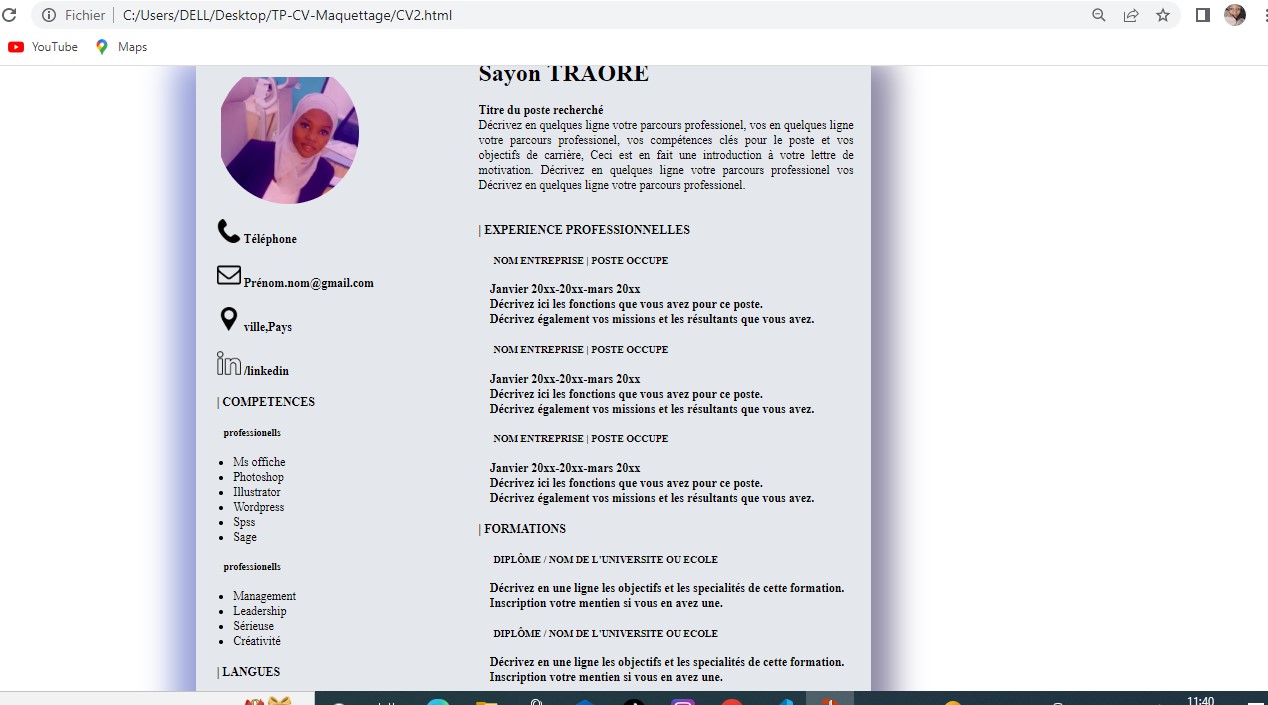 Fichier | C:/Users/DELL/Desktop/TP-CV-Maquettage/CV2.html
YouTube Maps
Sayon TRAORE
Titre du poste recherché
Décrivez en quelques ligne votre parcours professionel, vos en quelques ligne
votre parcours professionel, vos compétences clés pour le poste et vos
objectifs de carrière, Ceci est en fait une introduction à votre lettre de
motivation. Décrivez en quelques ligne votre parcours professionel vos
Décrivez en quelques ligne votre parcours professionel.
Téléphone
Prénom.nom@gmail.com
ville,Pays
in /linkedin
| COMPETENCES
professionells
Ms offiche
Photoshop
Illustrator
Wordpress
Spss
Sage
professionells
Management
Leadership
Sérieuse
Créativité
| LANGUES
| EXPERIENCE PROFESSIONNELLES
NOM ENTREPRISE | POSTE OCCUPE
Janvier 20xx-20xx-mars 20xx
Décrivez ici les fonctions que vous avez pour ce poste.
Décrivez également vos missions et les résultants que vous avez.
NOM ENTREPRISE | POSTE OCCUPE
Janvier 20xx-20xx-mars 20xx
Décrivez ici les fonctions que vous avez pour ce poste.
Décrivez également vos missions et les résultants que vous avez.
NOM ENTREPRISE | POSTE OCCUPE
Janvier 20xx-20xx-mars 20xx
Décrivez ici les fonctions que vous avez pour ce poste.
Décrivez également vos missions et les résultants que vous avez.
| FORMATIONS
DIPLÔME / NOM DE L'UNIVERSITE OU ECOLE
Décrivez en une ligne les objectifs et les specialités de cette formation.
Inscription votre mentien si vous en avez une.
DIPLÔME / NOM DE L'UNIVERSITE OU ECOLE
Décrivez en une ligne les objectifs et les specialités de cette formation.
Inscription votre mentien si vous en avez une.
11:40